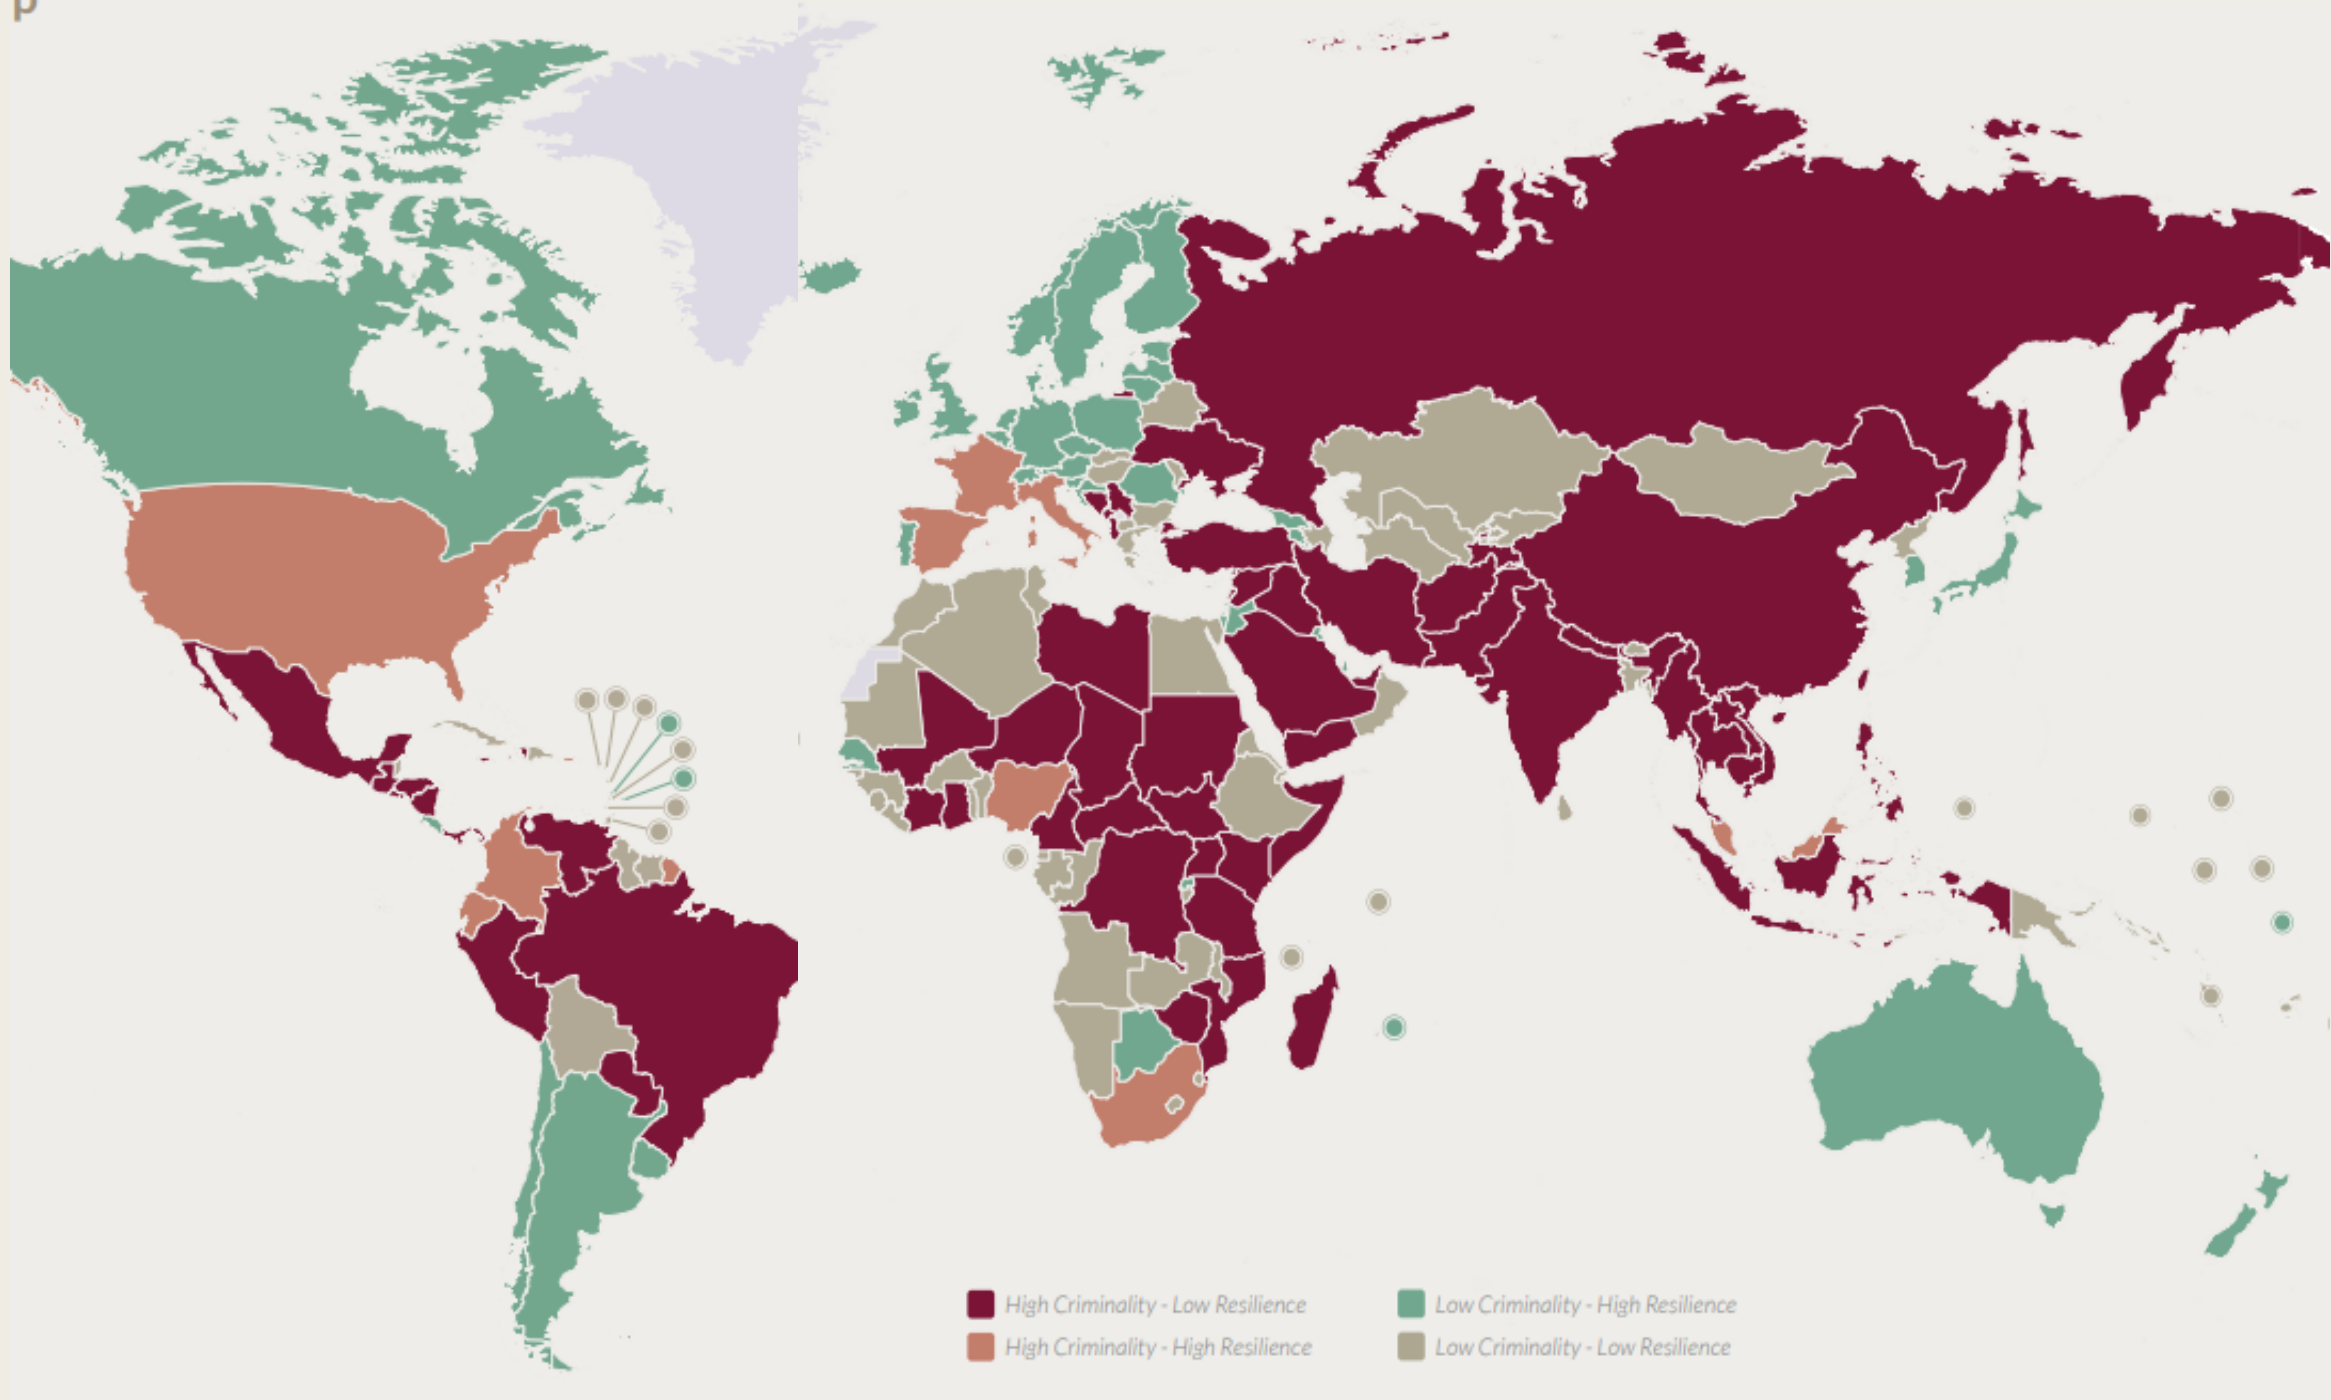 p
High Criminality - Low Resilience
High Criminality - High Resilience
Low Criminality - High Resilience
Low Criminality - Low Resilience